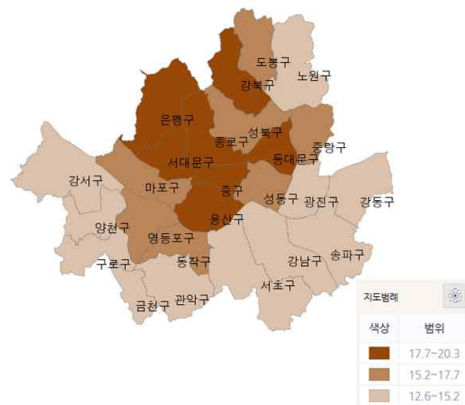 도봉구
노원구
강북구
은평구
성북구
종로구
중랑구
서대문구
동대문구
강서구
마포구
중구
성동구
광진구
강동구
양천구
용산구
영등포구
송파구
구로구
동작구
강남구
서초구
금천구
관악구
지도범례
색상 범위
17.7~20.3
15.2~17.7
12.6~15.2